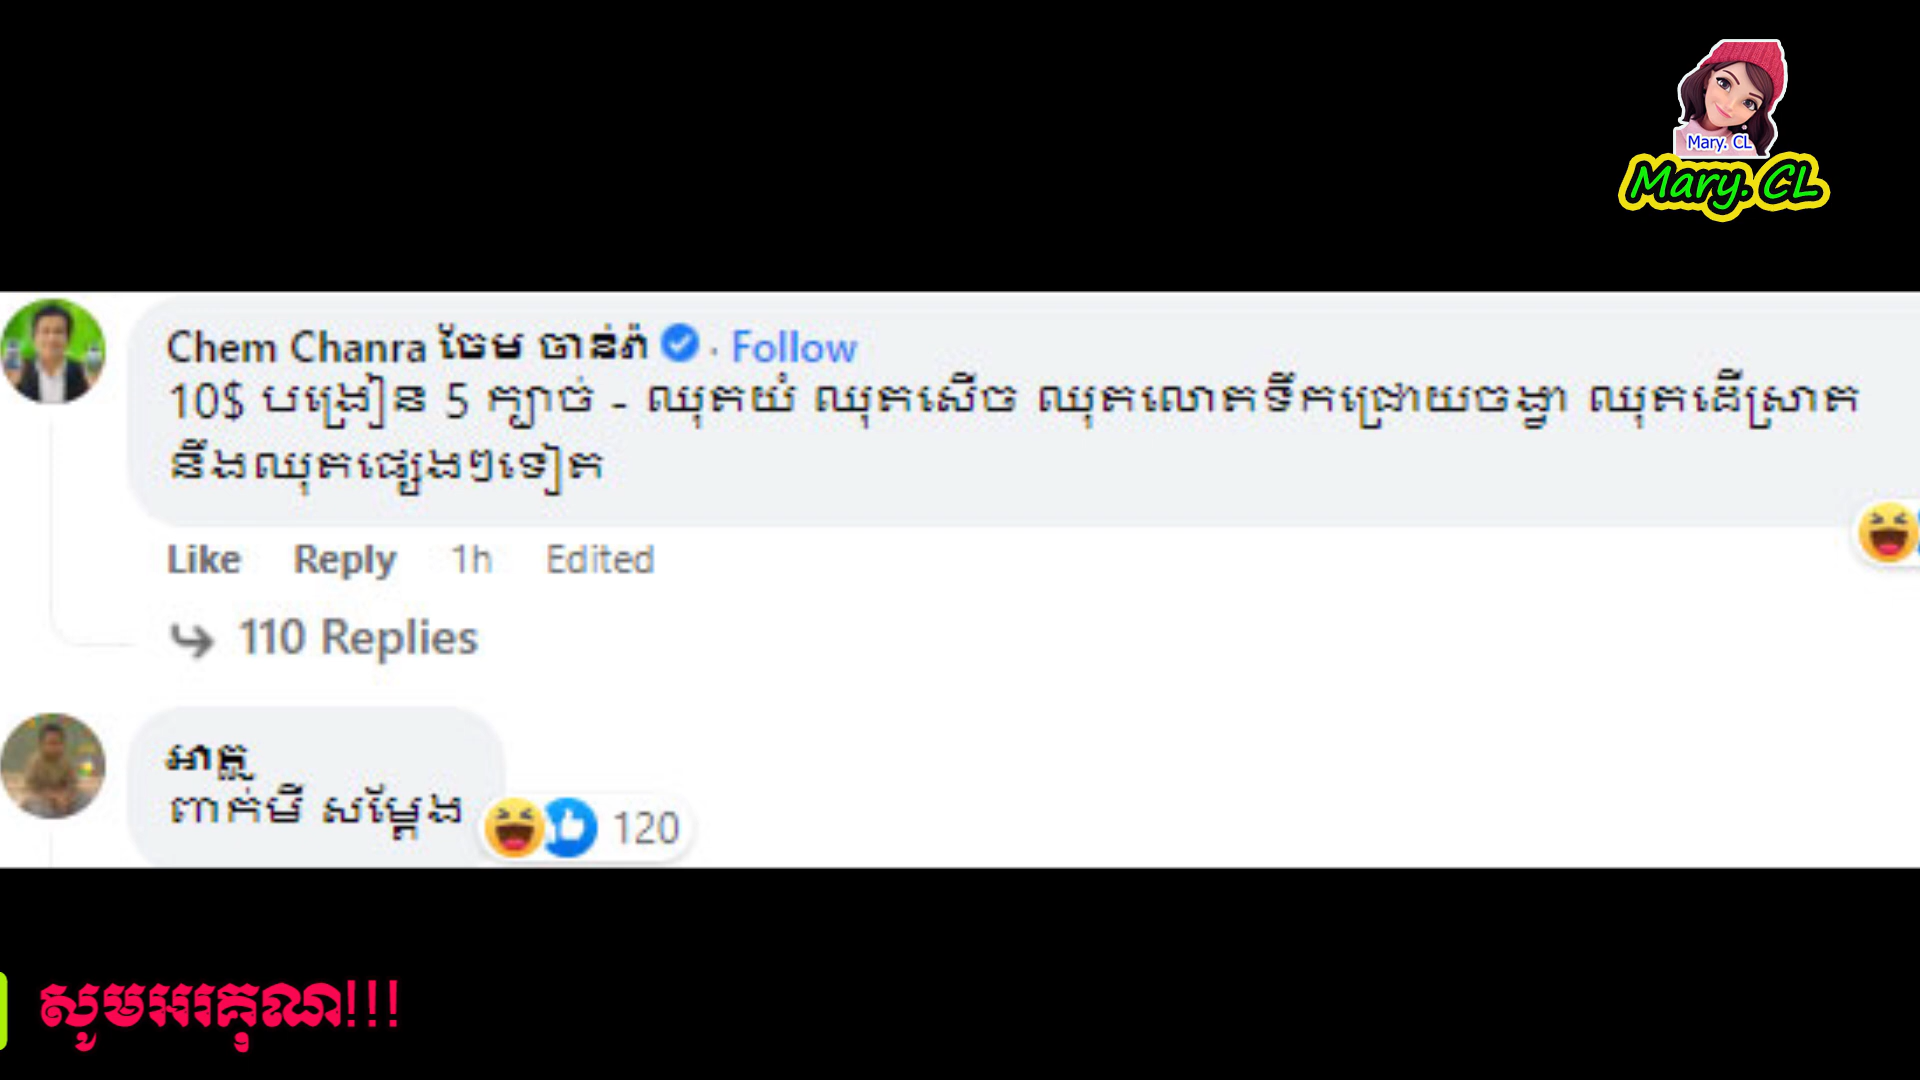 Mary. CL
Mary. CL
Chem Chanra ចែម ចាន់រ៉ា · Follow
10$ បង្រៀន 5 ក្បាច់ - ឈុតយំ ឈុតសើច ឈុតលោតទឹកជ្រោយចង្វា ឈុតដើស្រាត
នឹងឈុតផ្សេងៗទៀត
Like Reply 1h Edited
110 Replies
អាត្លូ
ពាក់មី សម្ដែង
120
សូមអរគុណ!!!